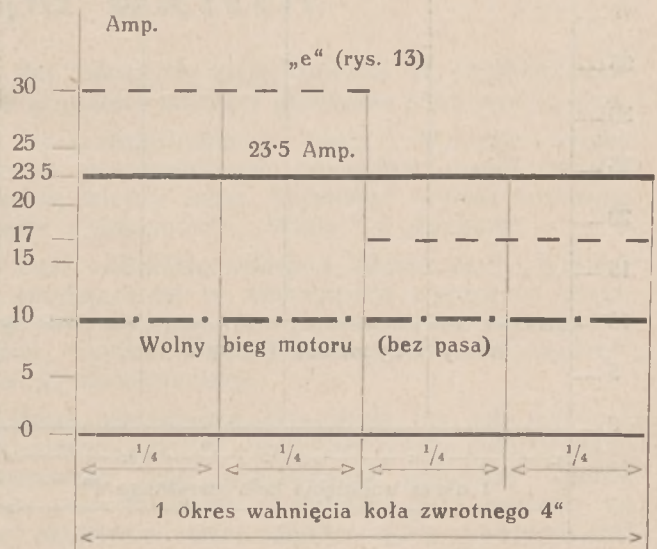 Amp.
„e“ (rys. 13)
30
25
23·5 Amp.
23 5
20
17
15
10
Wolny bieg motoru (bez pasa)
5
0
1/4 1/4 1/4 1/4
1 okres wahnięcia koła zwrotnego 4“